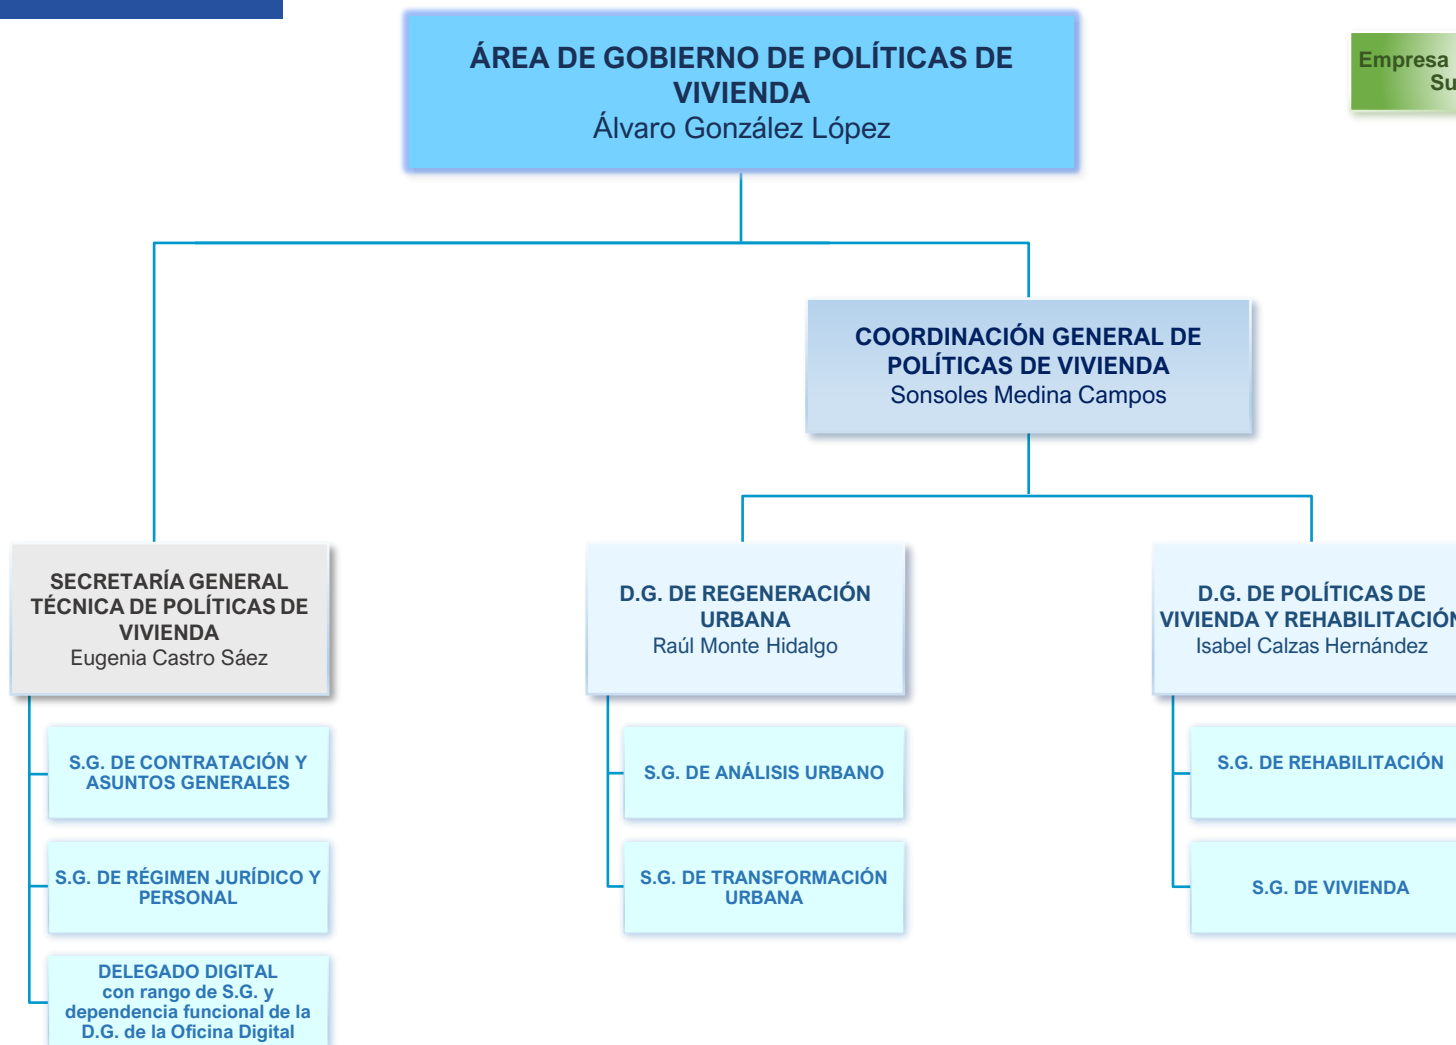 ÁREA DE GOBIERNO DE POLÍTICAS DE
VIVIENDA
Álvaro González López
Empresa
COORDINACIÓN GENERAL DE
POLÍTICAS DE VIVIENDA
Sonsoles Medina Campos
SECRETARÍA GENERAL
TÉCNICA DE POLÍTICAS DE
VIVIENDA
Eugenia Castro Sáez
D.G. DE REGENERACIÓN
URBANA
Raúl Monte Hidalgo
D.G. DE POLÍTICAS DE
VIVIENDA Y REHABILITACIÓN
Isabel Calzas Hernández
S.G. DE CONTRATACIÓN Y
ASUNTOS GENERALES
S.G. DE RÉGIMEN JURÍDICO Y
PERSONAL
DELEGADO DIGITAL
con rango de S.G. y
dependencia funcional de la
D.G. de la Oficina Digital
S.G. DE ANÁLISIS URBANO
S.G. DE TRANSFORMACIÓN
URBANA
S.G. DE REHABILITACIÓN
S.G. DE VIVIENDA